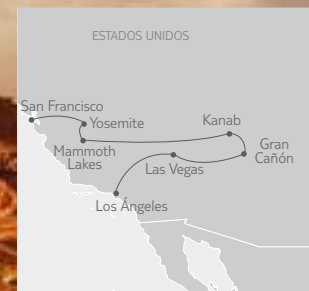 ESTADOS UNIDOS
San Francisco
Yosemite
Kanab
Mammoth
Lakes
Gran
Cañón
Las Vegas
Los Ángeles